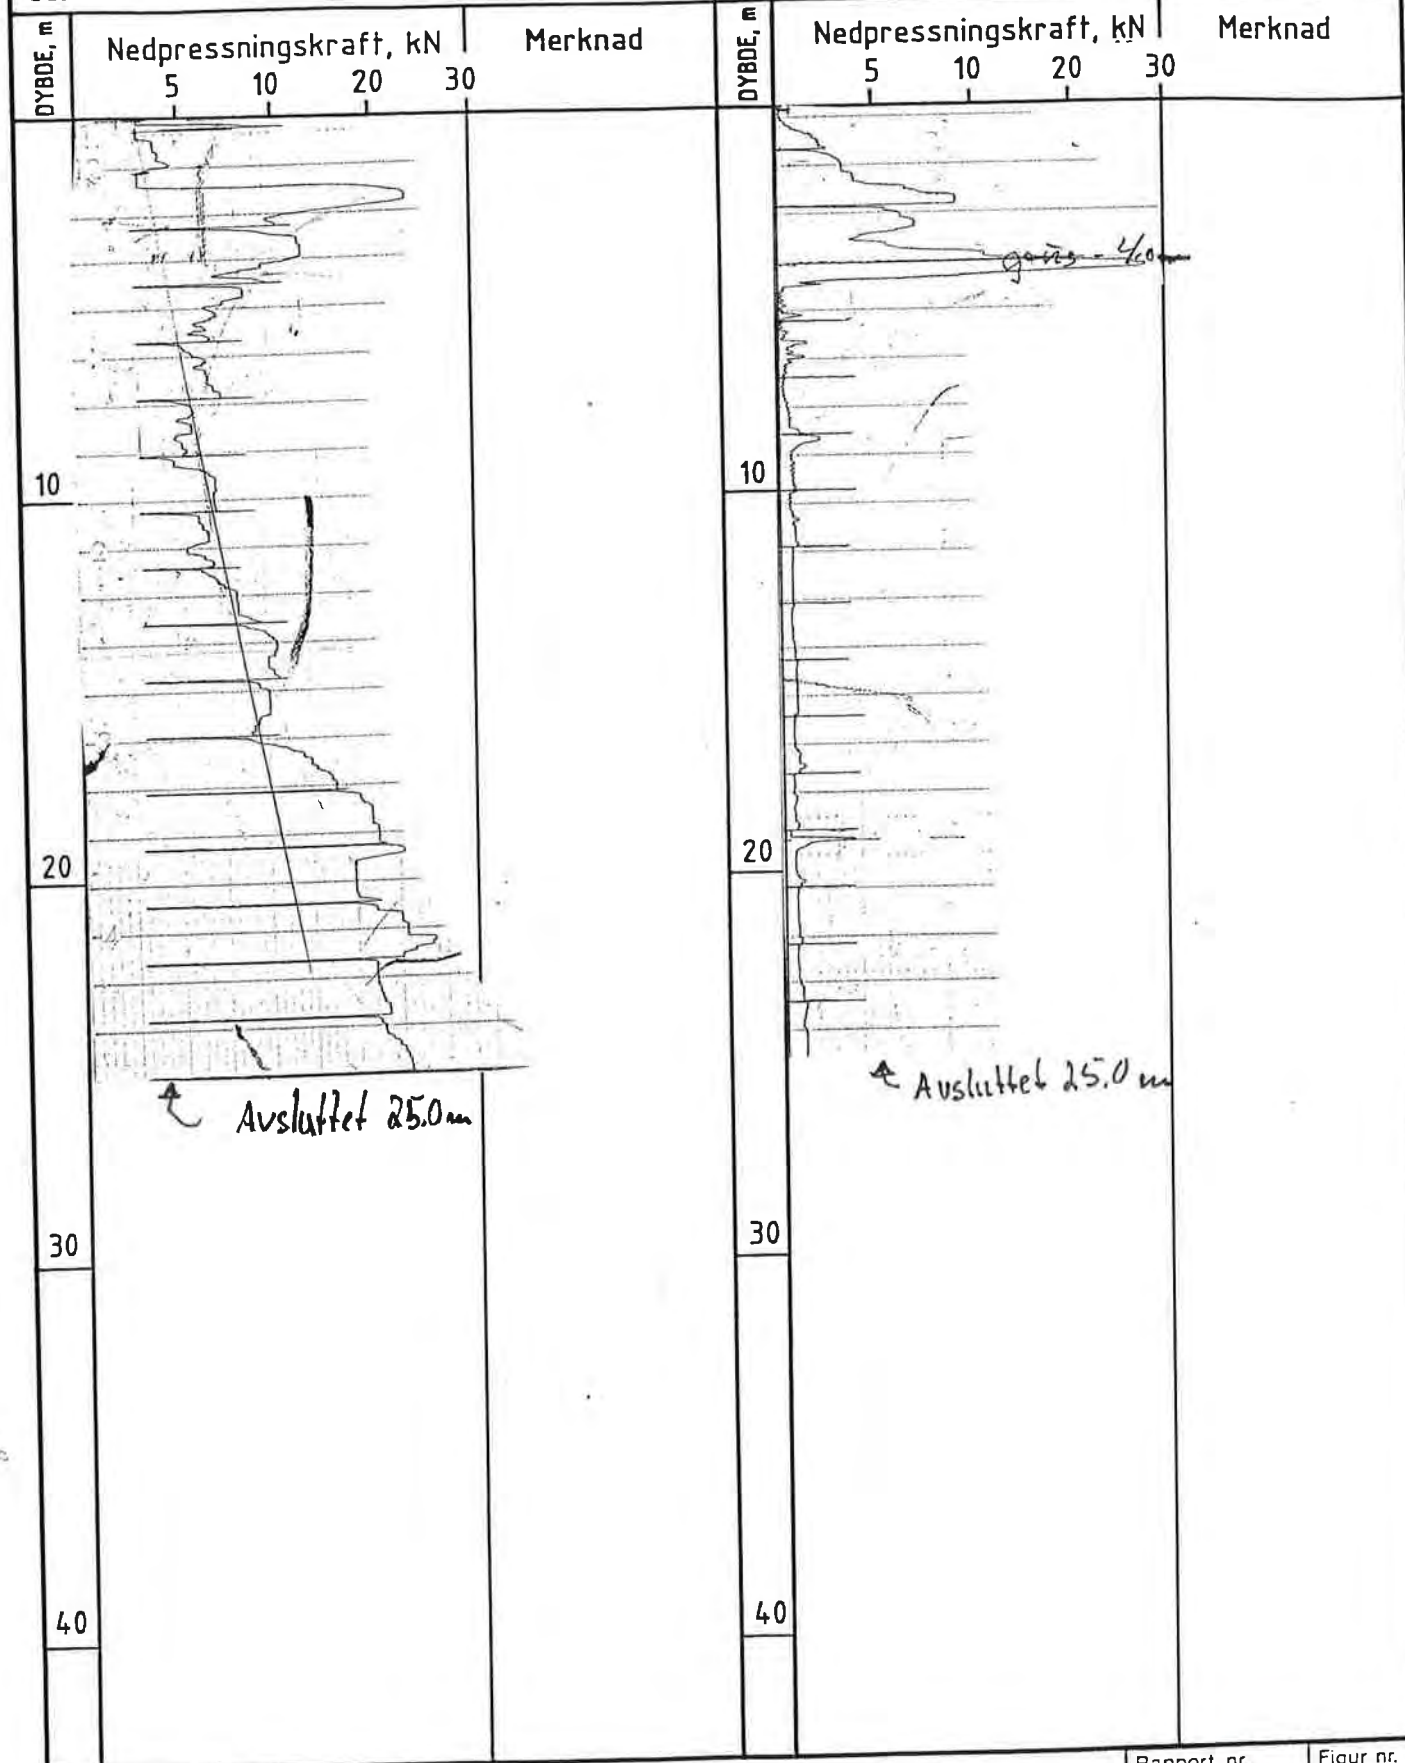 DYBDE, m
Nedpressningskraft, kN
Merknad
5 10 20 30
10
20
Avsluttet 25.0 m
30
40
DYBDE, m
Nedpressningskraft, kN
Merknad
5 10 20 30
10
20
Avsluttet 25.0 m
30
40
Rapport nr.
Figur nr.